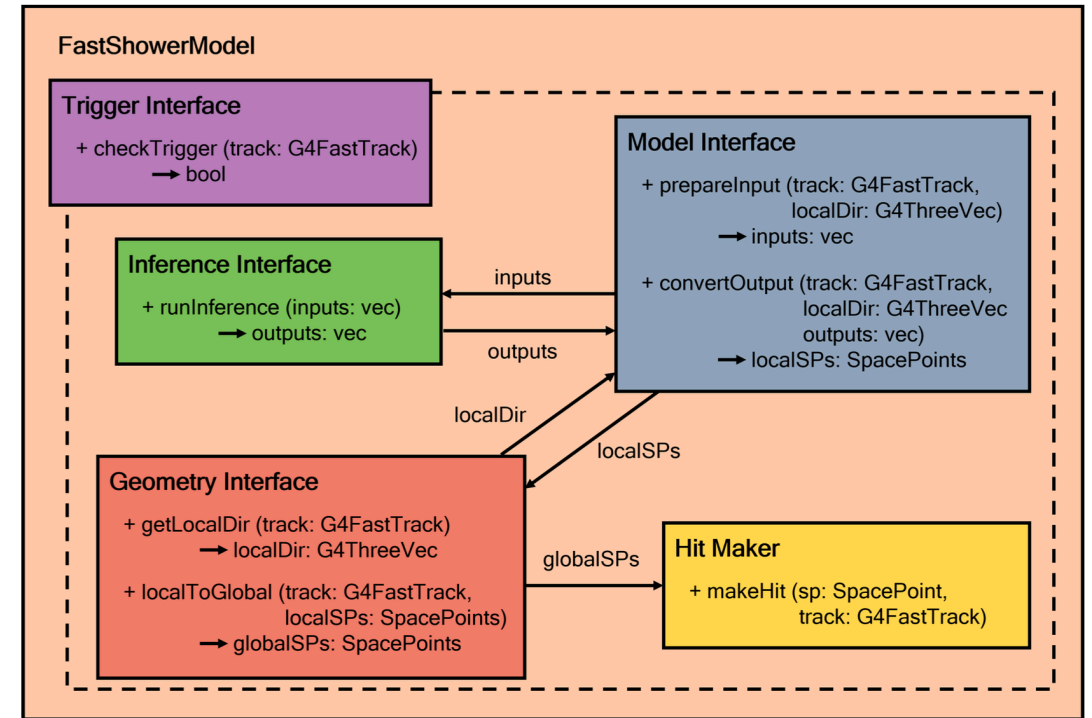 FastShowerModel
Trigger Interface
+ checkTrigger (track: G4FastTrack)
→ bool
Model Interface
+ prepareInput (track: G4FastTrack,
localDir: G4ThreeVec)
→ inputs: vec
+ convertOutput (track: G4FastTrack,
localDir: G4ThreeVec
outputs: vec)
→ localSPs: SpacePoints
Inference Interface
+ runInference (inputs: vec)
→ outputs: vec
inputs
outputs
localDir
localSPs
Geometry Interface
+ getLocalDir (track: G4FastTrack)
→ localDir: G4ThreeVec
+ localToGlobal (track: G4FastTrack,
localSPs: SpacePoints)
→ globalSPs: SpacePoints
globalSPs
Hit Maker
+ makeHit (sp: SpacePoint,
track: G4FastTrack)